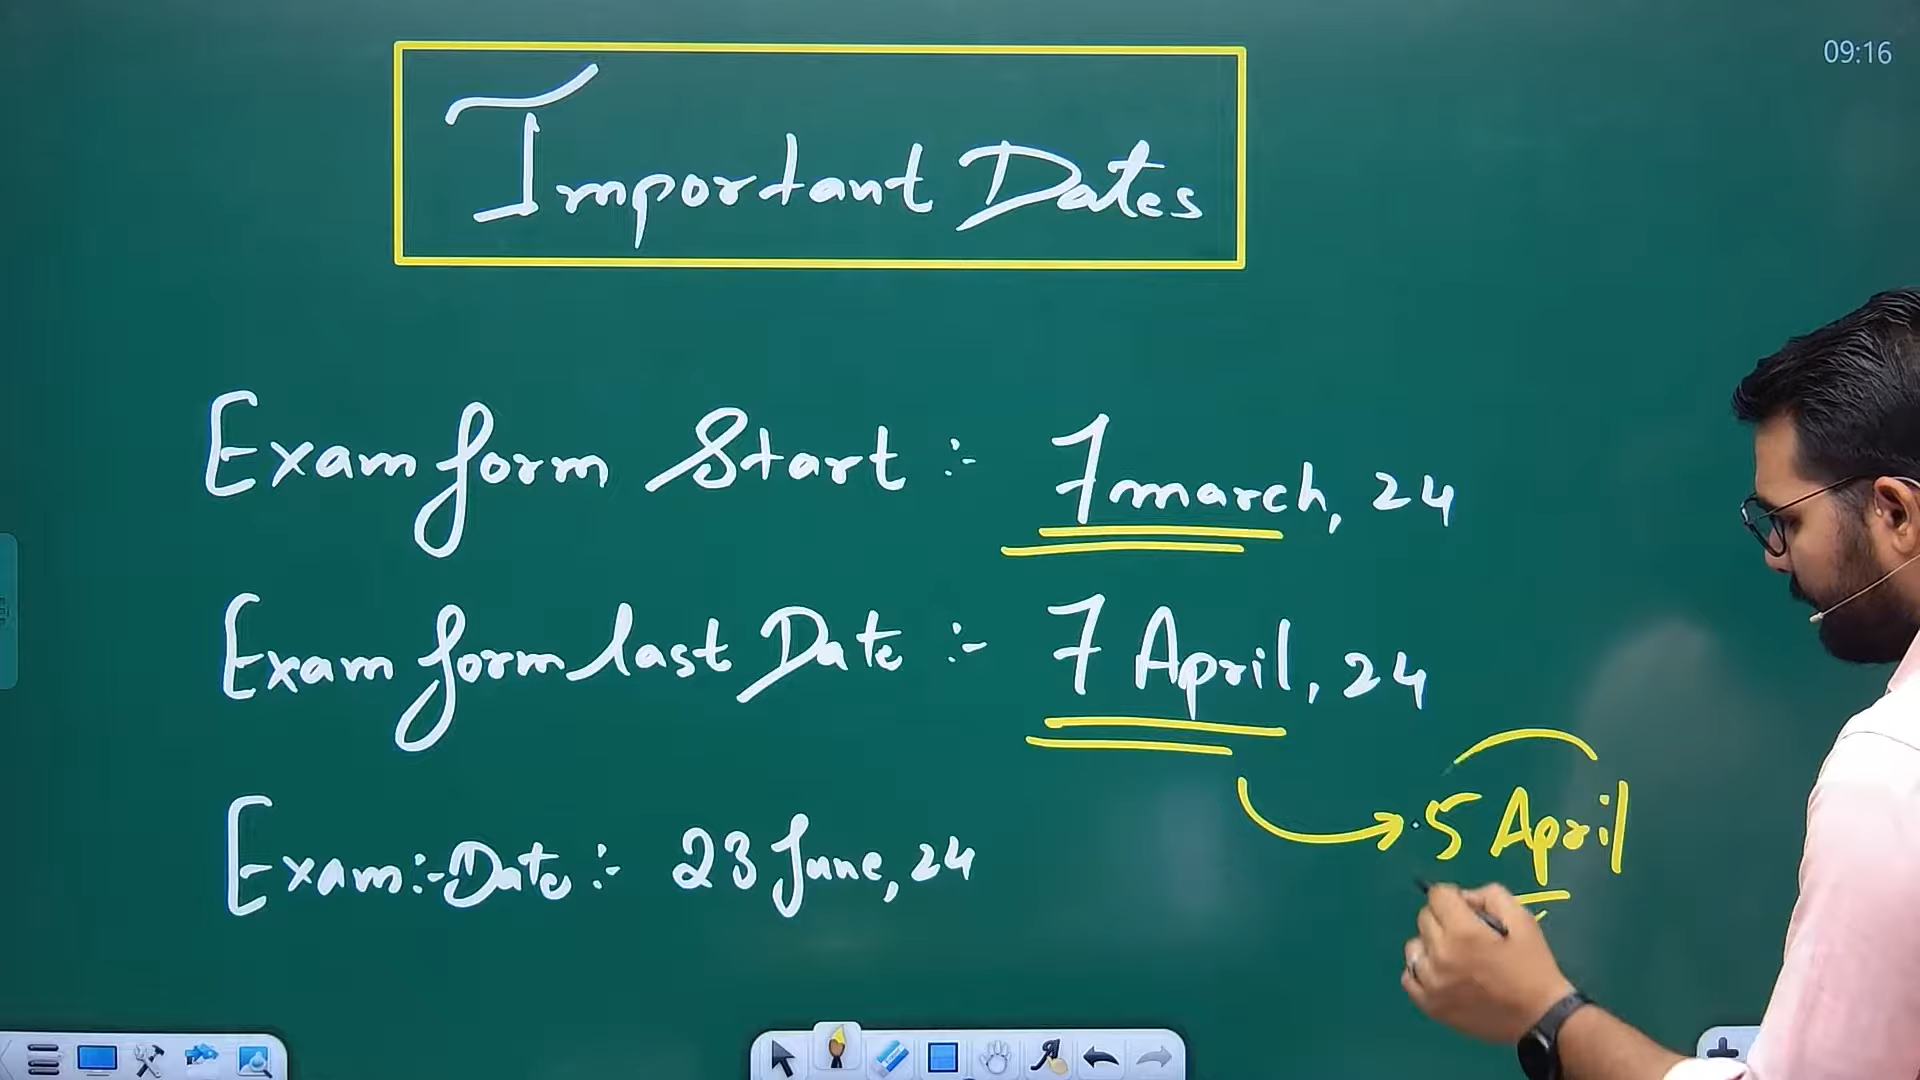 09:16
Important Dates
Exam form Start :- 7 march, 24
Exam form last Date :- 7 April, 24
5 April
Exam:-Date:- 23 June, 24